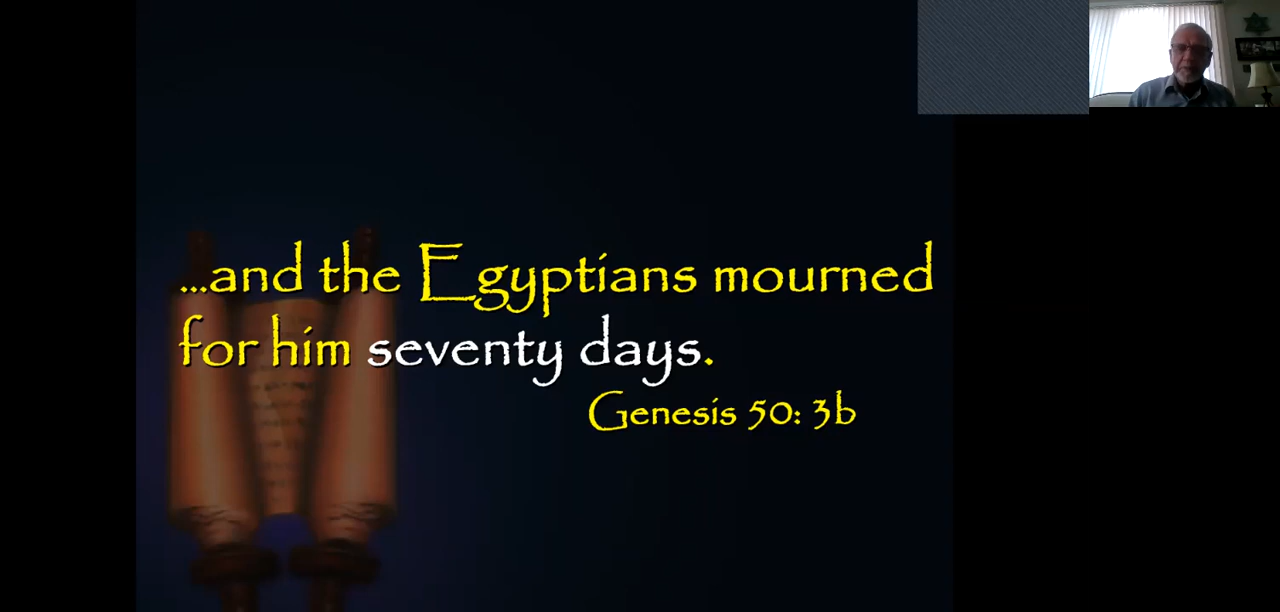 ...and the Egyptians mourned
for him seventy days.
Genesis 50: 3b